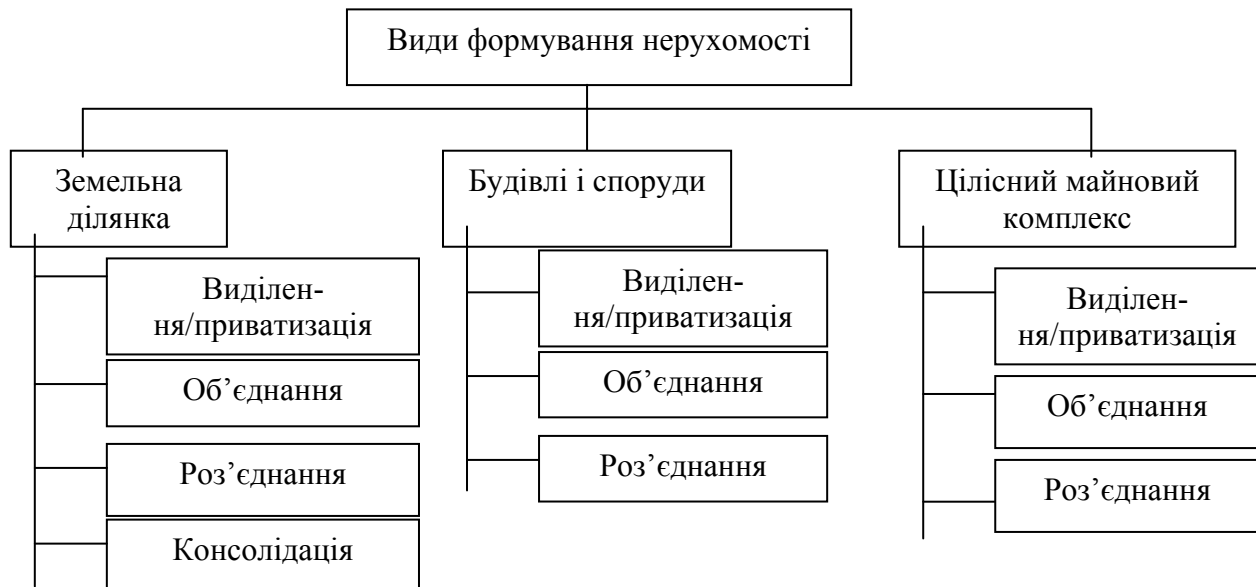 Види формування нерухомості
Земельна
ділянка
Виділен-
ня/приватизація
Об’єднання
Роз’єднання
Консолідація
Будівлі і споруди
Виділен-
ня/приватизація
Об’єднання
Роз’єднання
Цілісний майновий
комплекс
Виділен-
ня/приватизація
Об’єднання
Роз’єднання